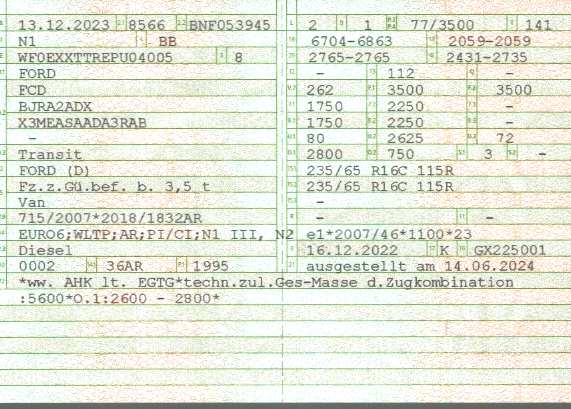 13.12.2023 8566 BNF053945 2 1 77/3500 141
N1 BB 6704-6863 2059-2059
WF0EXXTTREPU04005 8 2765-2765 2431-2735
FORD - 112 -
FCD 262 3500 3500
BJRA2ADX 1750 2250 -
X3MEASAADA3RAB 1750 2250 -
- 80 2625 72
Transit 2800 750 3 -
FORD (D) 235/65 R16C 115R
Fz.z.Gü.bef. b. 3,5 t 235/65 R16C 115R
Van -
715/2007*2018/1832AR - -
EURO6;WLTP;AR;PI/CI;N1 III, N2 e1*2007/46*1100*23
Diesel 16.12.2022 K GX225001
0002 36AR 1995 ausgestellt am 14.06.2024
*ww. AHK lt. EGTG*techn.zul.Ges-Masse d.Zugkombination
:5600*O.1:2600 - 2800*